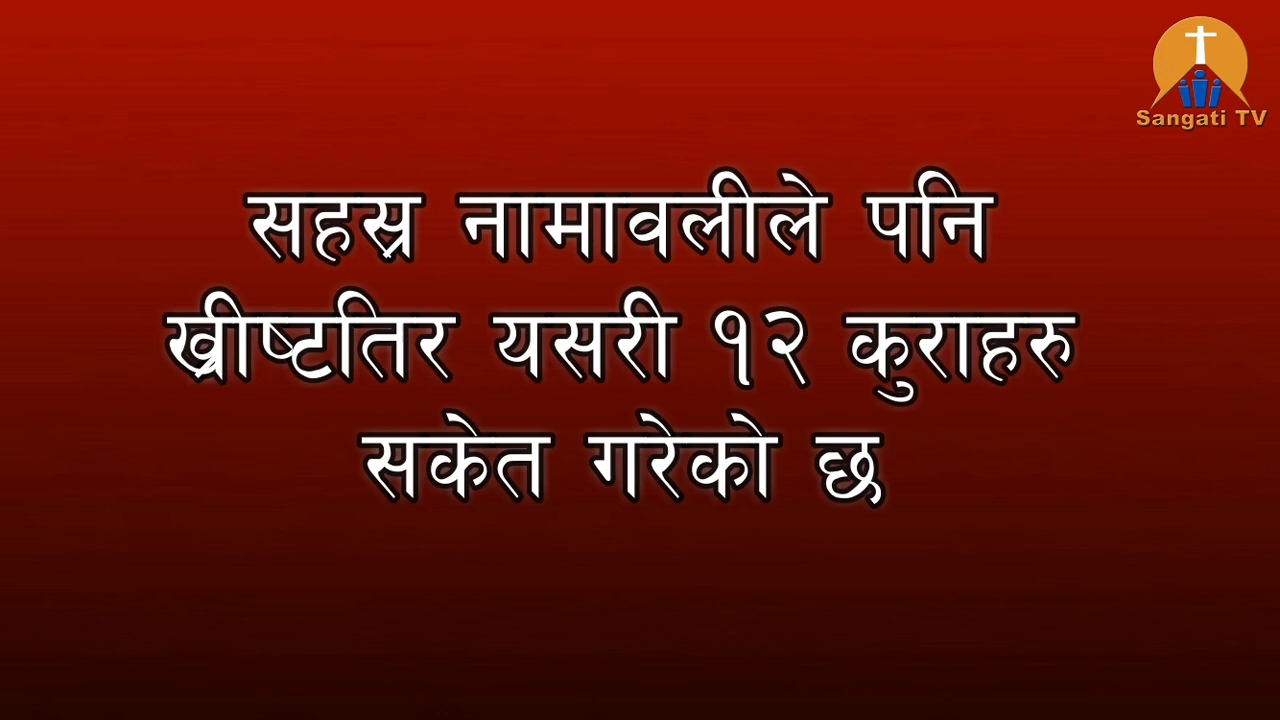 Sangati TV
सहस्र नामावलीले पनि
ख्रीष्टतिर यसरी १२ कुराहरु
सकेत गरेको छ